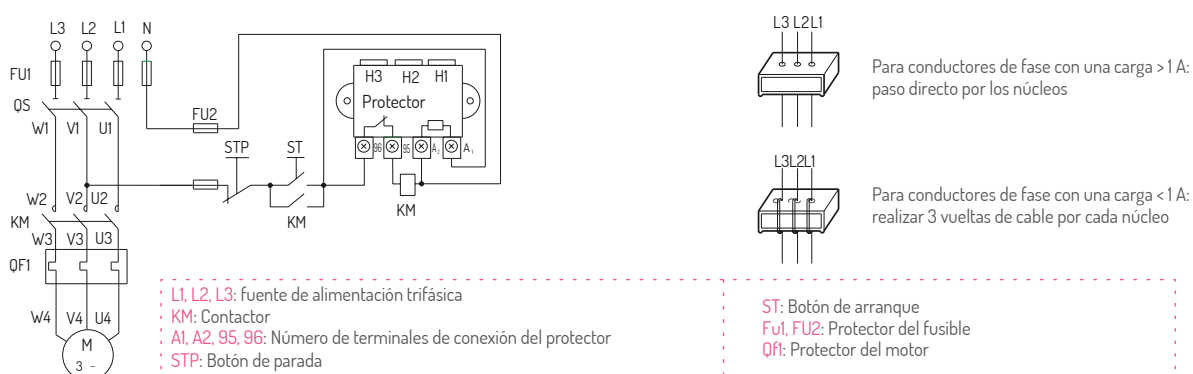 L3 L2 L1 N
FU1
QS
W1 V1 U1
FU2
STP ST
H3 H2 H1
Protector
96 95 A2 A1
KM
KM
W2 V2 U2
KM
W3 V3 U3
QF1
W4 V4 U4
M
3 ~
L3 L2 L1
Para conductores de fase con una carga > 1 A:
paso directo por los núcleos
L3 L2 L1
Para conductores de fase con una carga < 1 A:
realizar 3 vueltas de cable por cada núcleo
L1, L2, L3: fuente de alimentación trifásica
KM: Contactor
A1, A2, 95, 96: Número de terminales de conexión del protector
STP: Botón de parada
ST: Botón de arranque
Fu1, FU2: Protector del fusible
Qf1: Protector del motor